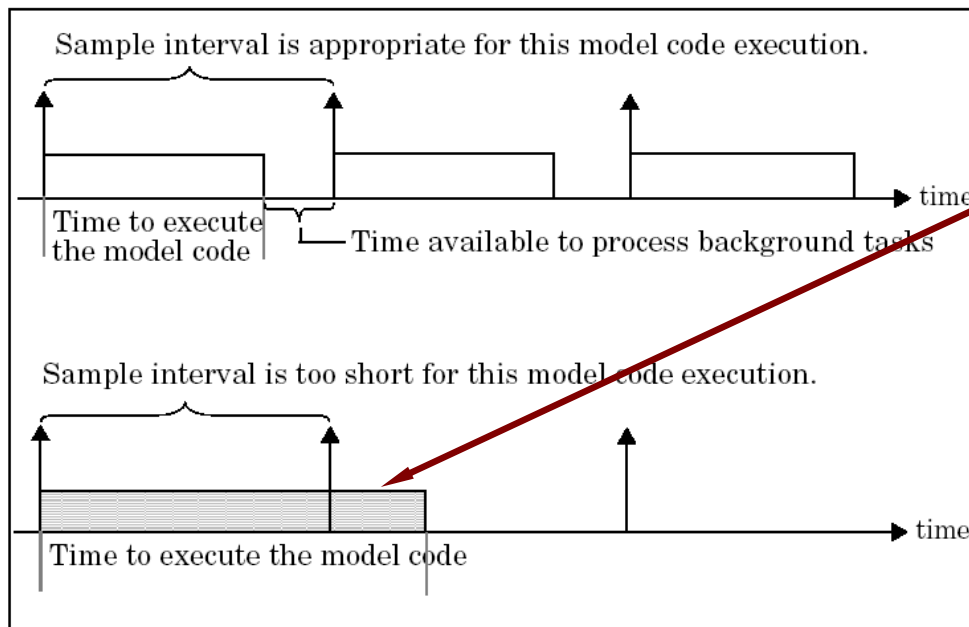 Sample interval is appropriate for this model code execution.
time
Time to execute
the model code
Time available to process background tasks
Sample interval is too short for this model code execution.
time
Time to execute the model code